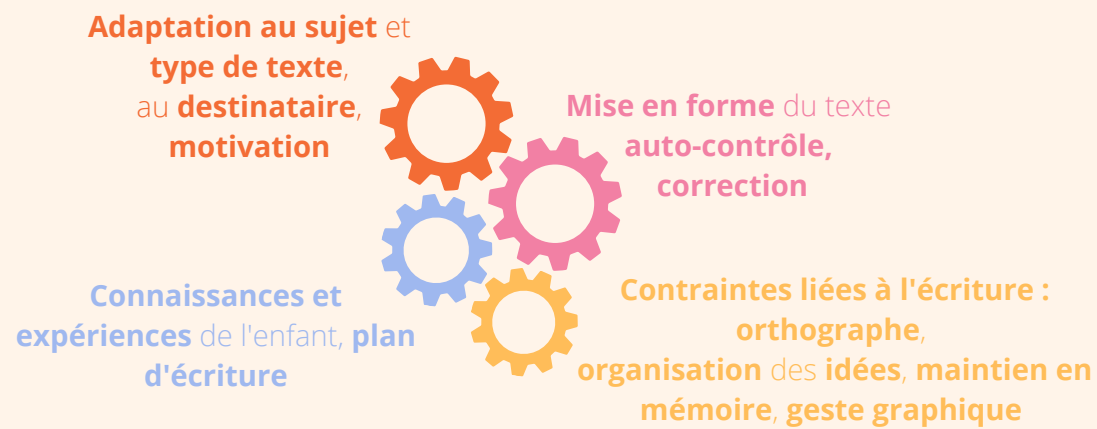 Adaptation au sujet et
type de texte,
au destinataire,
motivation
Mise en forme du texte
auto-contrôle,
correction
Connaissances et
expériences de l'enfant, plan
d'écriture
Contraintes liées à l'écriture :
orthographe,
organisation des idées, maintien en
mémoire, geste graphique